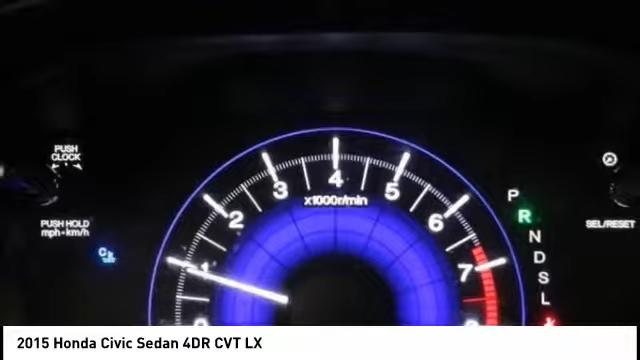 PUSH
CLOCK
PUSH HOLD
mph↔km/h
C
1
2
3
4
5
6
7
x1000r/min
P
R
N
D
S
L
SEL/RESET
2015 Honda Civic Sedan 4DR CVT LX